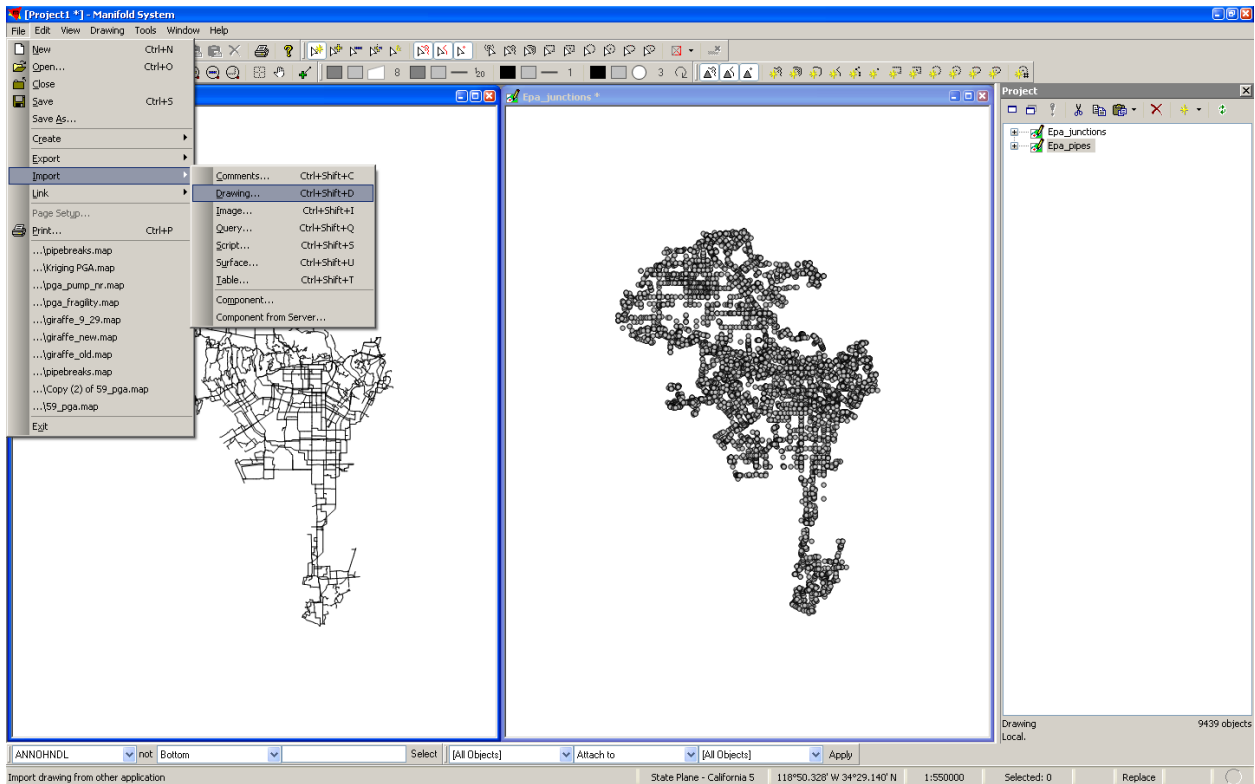 [Project1 *] - Manifold System
File Edit View Drawing Tools Window Help
New Ctrl+N
Open... Ctrl+O
Close
Save Ctrl+S
Save As...
Create
Export
Import
Link
Page Setup...
Print... Ctrl+P
...\pipebreaks.map
...\Kriging PGA.map
...\pga_pump_nr.map
...\pga_fragility.map
...\giraffe_9_29.map
...\giraffe_new.map
...\giraffe_old.map
...\pipebreaks.map
...\Copy (2) of 59_pga.map
...\59_pga.map
Exit
Comments... Ctrl+Shift+C
Drawing... Ctrl+Shift+D
Image... Ctrl+Shift+I
Query... Ctrl+Shift+Q
Script... Ctrl+Shift+S
Surface... Ctrl+Shift+U
Table... Ctrl+Shift+T
Component...
Component from Server...
8 1/20 1 3
Epa_junctions *
Project
Epa_junctions
Epa_pipes
Drawing 9439 objects
Local.
ANNOHNDL not Bottom Select [All Objects] Attach to [All Objects] Apply
Import drawing from other application State Plane - California 5 118°50.328' W 34°29.140' N 1:550000 Selected: 0 Replace